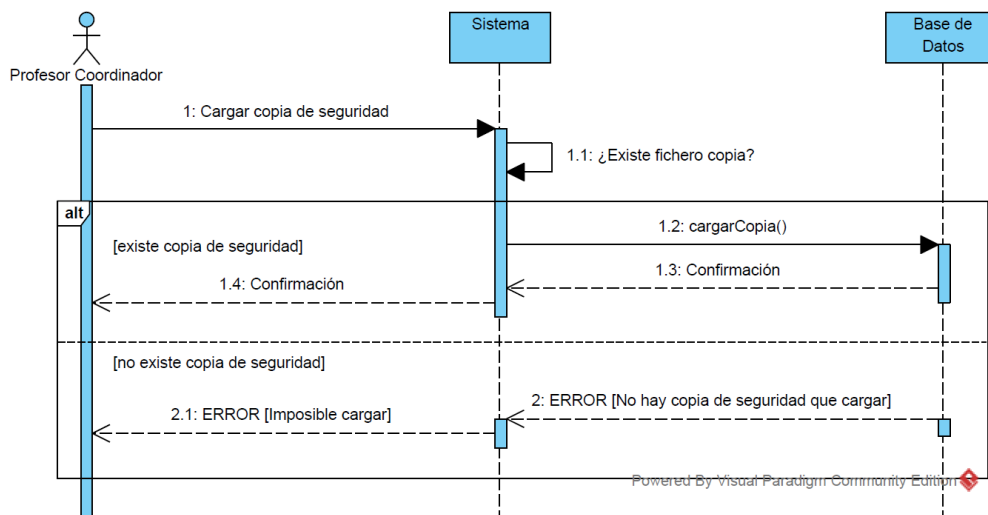 Sistema
Base de
Datos
Profesor Coordinador
1: Cargar copia de seguridad
1.1: ¿Existe fichero copia?
alt
1.2: cargarCopia()
[existe copia de seguridad]
1.3: Confirmación
1.4: Confirmación
[no existe copia de seguridad]
2: ERROR [No hay copia de seguridad que cargar]
2.1: ERROR [Imposible cargar]
Powered By Visual Paradigm Community Edition